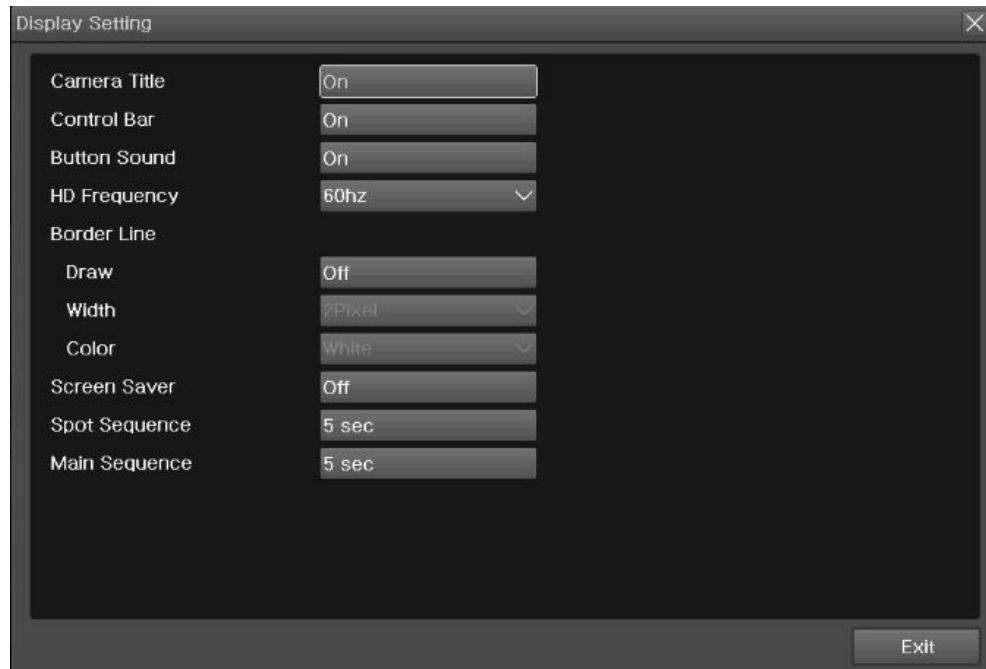 Display Setting
Camera Title On
Control Bar On
Button Sound On
HD Frequency 60hz
Border Line
Draw Off
Width 2Pixel
Color White
Screen Saver Off
Spot Sequence 5 sec
Main Sequence 5 sec
Exit